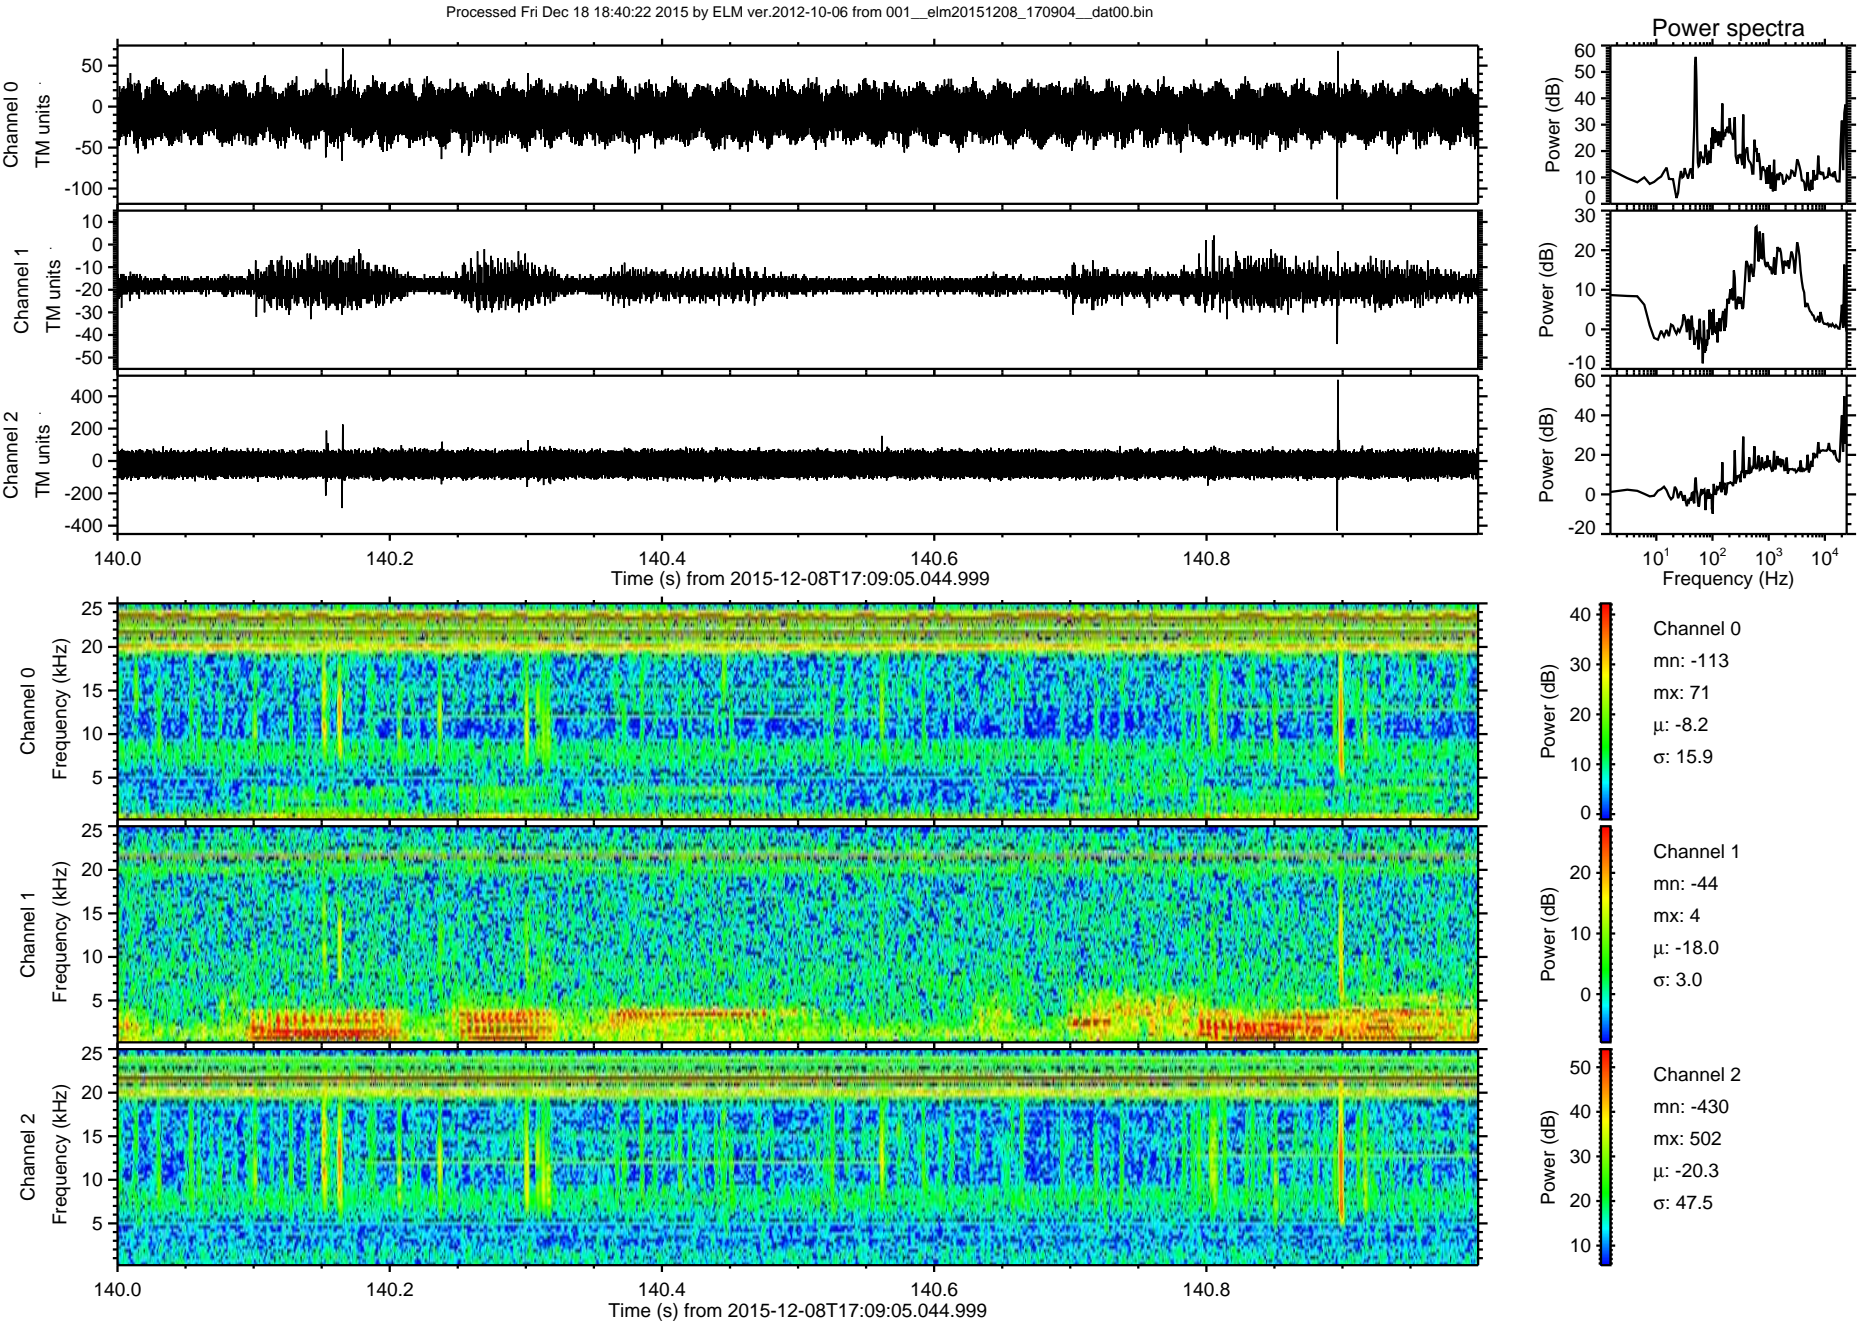 Processed Fri Dec 18 18:40:22 2015 by ELM ver.2012-10-06 from 001__elm20151208_170904__dat00.bin
Power spectra
Channel 0
TM units
50
0
-50
-100
Power (dB)
60
50
40
30
20
10
0
Channel 1
TM units
10
0
-10
-20
-30
-40
-50
Power (dB)
30
20
10
0
-10
Channel 2
TM units
400
200
0
-200
-400
Power (dB)
60
40
20
0
-20
140.0 140.2 140.4 140.6 140.8
Time (s) from 2015-12-08T17:09:05.044.999
10^1 10^2 10^3 10^4
Frequency (Hz)
Channel 0
Frequency (kHz)
25
20
15
10
5
Power (dB)
40
30
20
10
0
Channel 0
mn: -113
mx: 71
μ: -8.2
σ: 15.9
Channel 1
Frequency (kHz)
25
20
15
10
5
Power (dB)
20
10
0
Channel 1
mn: -44
mx: 4
μ: -18.0
σ: 3.0
Channel 2
Frequency (kHz)
25
20
15
10
5
Power (dB)
50
40
30
20
10
Channel 2
mn: -430
mx: 502
μ: -20.3
σ: 47.5
140.0 140.2 140.4 140.6 140.8
Time (s) from 2015-12-08T17:09:05.044.999